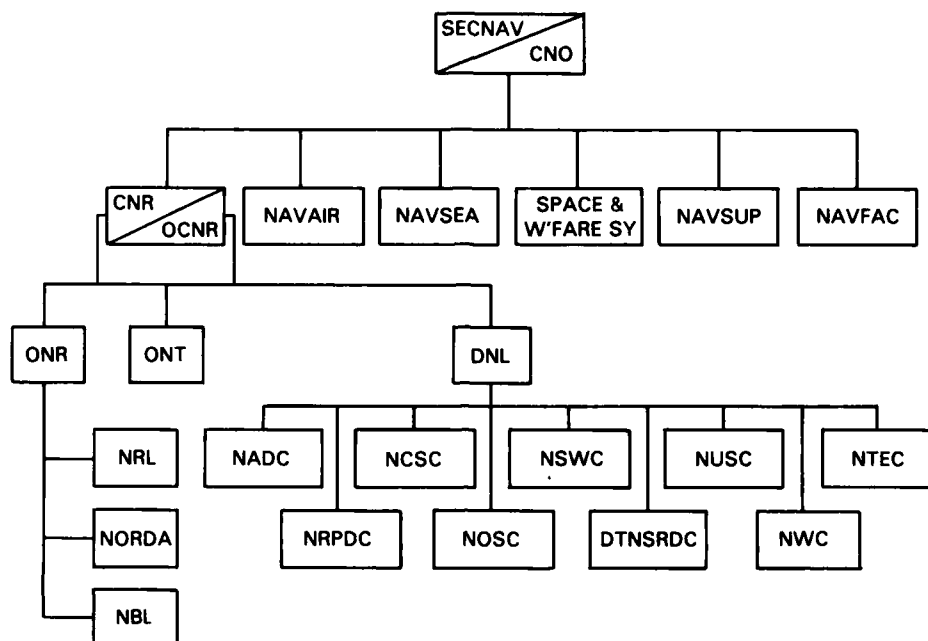 SECNAV
CNO
CNR
OCNR
NAVAIR
NAVSEA
SPACE &
W'FARE SY
NAVSUP
NAVFAC
ONR
ONT
DNL
NRL
NORDA
NBL
NADC
NCSC
NSWC
NUSC
NTEC
NRPDC
NOSC
DTNSRDC
NWC